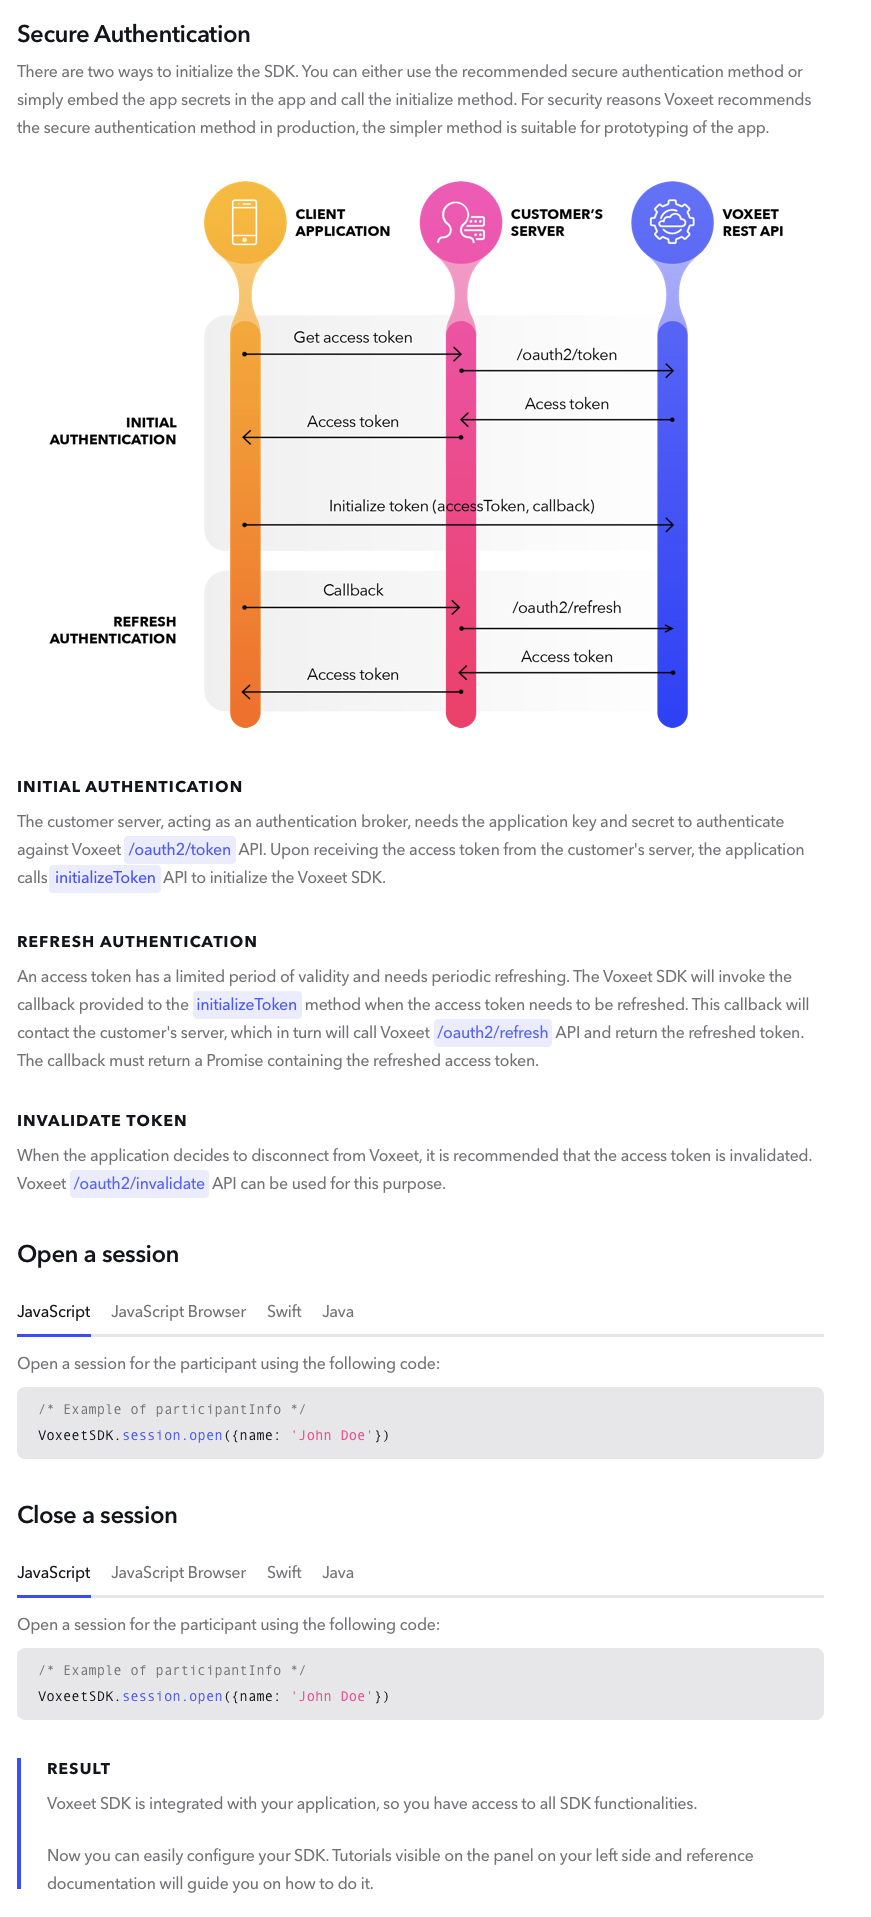 Secure Authentication
There are two ways to initialize the SDK. You can either use the recommended secure authentication method or
simply embed the app secrets in the app and call the initialize method. For security reasons Voxeet recommends
the secure authentication method in production, the simpler method is suitable for prototyping of the app.
CLIENT
APPLICATION
CUSTOMER’S
SERVER
VOXEET
REST API
Get access token
/oauth2/token
Acess token
INITIAL
AUTHENTICATION
Access token
Initialize token (accessToken, callback)
Callback
/oauth2/refresh
REFRESH
AUTHENTICATION
Access token
Access token
INITIAL AUTHENTICATION
The customer server, acting as an authentication broker, needs the application key and secret to authenticate
against Voxeet /oauth2/token API. Upon receiving the access token from the customer's server, the application
calls initializeToken API to initialize the Voxeet SDK.
REFRESH AUTHENTICATION
An access token has a limited period of validity and needs periodic refreshing. The Voxeet SDK will invoke the
callback provided to the initializeToken method when the access token needs to be refreshed. This callback will
contact the customer's server, which in turn will call Voxeet /oauth2/refresh API and return the refreshed token.
The callback must return a Promise containing the refreshed access token.
INVALIDATE TOKEN
When the application decides to disconnect from Voxeet, it is recommended that the access token is invalidated.
Voxeet /oauth2/invalidate API can be used for this purpose.
Open a session
JavaScript JavaScript Browser Swift Java
Open a session for the participant using the following code:
/* Example of participantInfo */
VoxeetSDK.session.open({name: 'John Doe'})
Close a session
JavaScript JavaScript Browser Swift Java
Open a session for the participant using the following code:
/* Example of participantInfo */
VoxeetSDK.session.open({name: 'John Doe'})
RESULT
Voxeet SDK is integrated with your application, so you have access to all SDK functionalities.
Now you can easily configure your SDK. Tutorials visible on the panel on your left side and reference
documentation will guide you on how to do it.